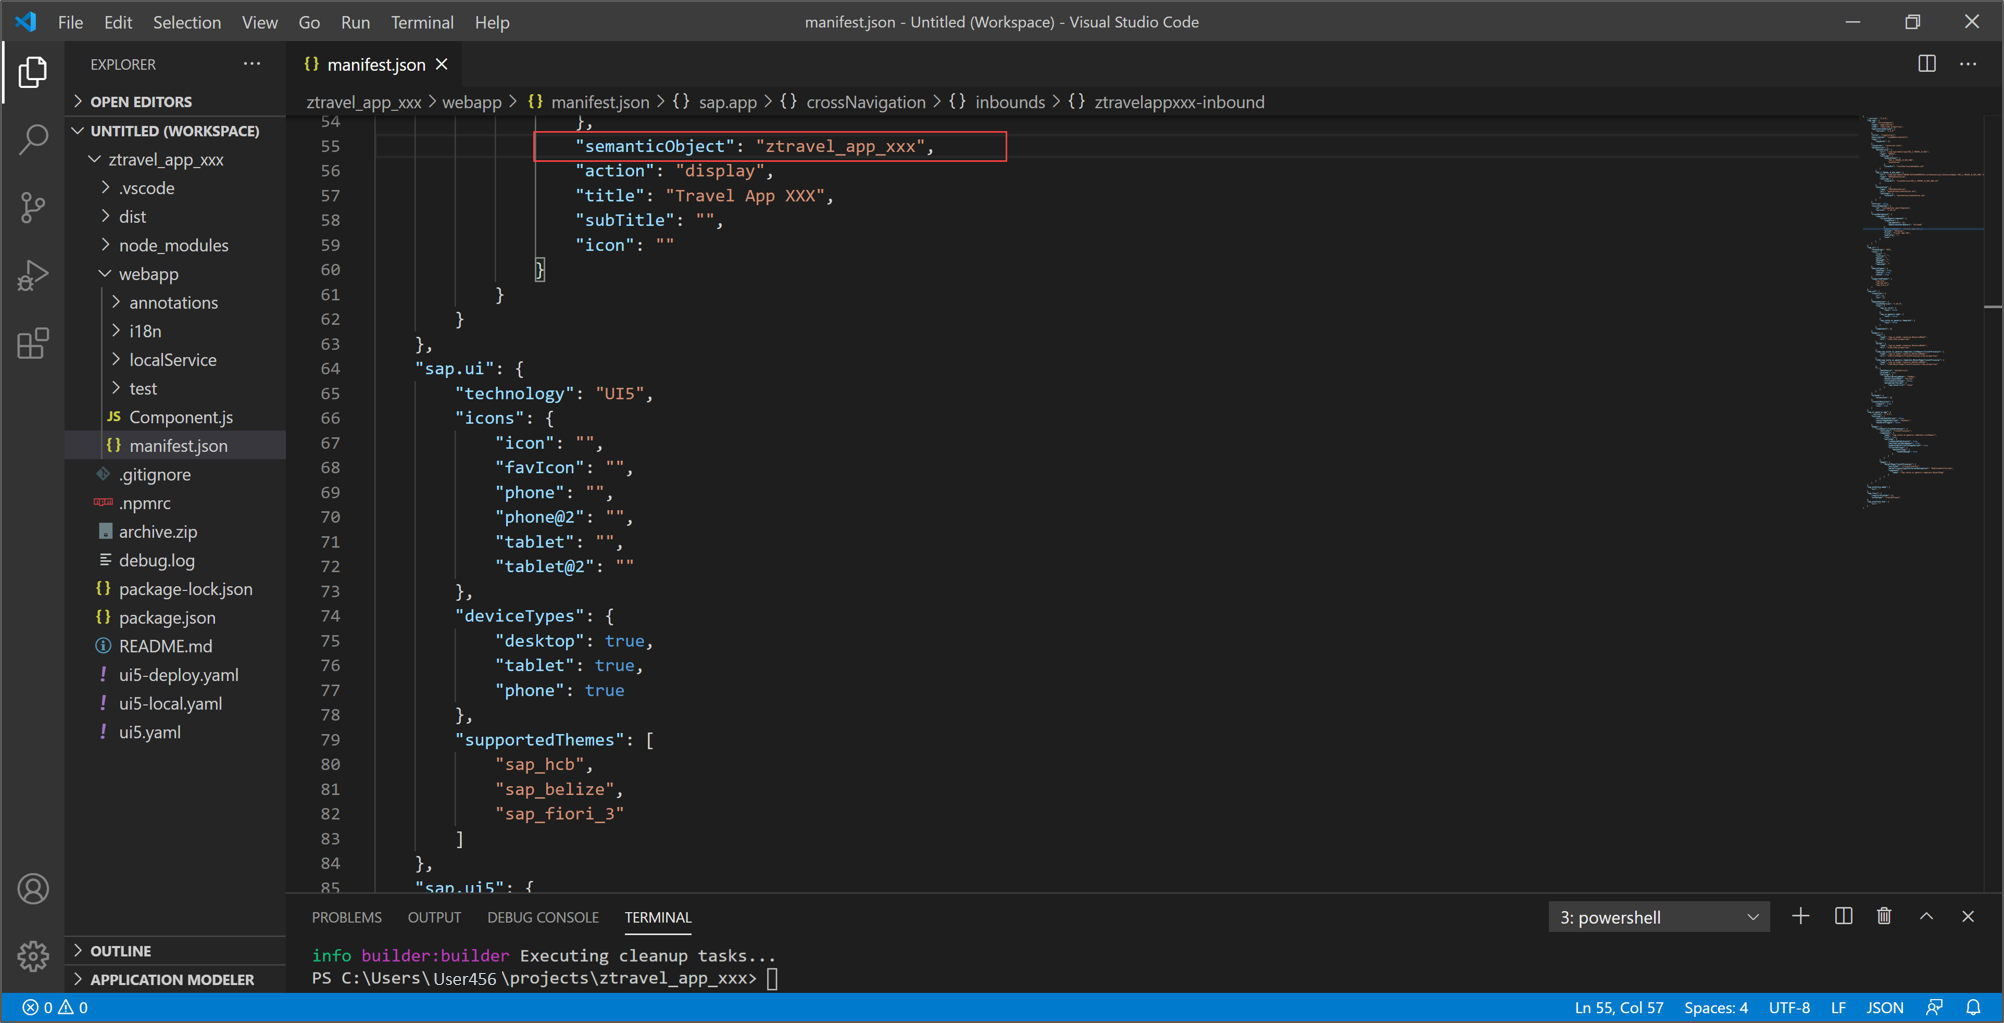 File Edit Selection View Go Run Terminal Help
manifest.json - Untitled (Workspace) - Visual Studio Code
EXPLORER
OPEN EDITORS
UNTITLED (WORKSPACE)
ztravel_app_xxx
.vscode
dist
node_modules
webapp
annotations
i18n
localService
test
JS Component.js
{} manifest.json
.gitignore
.npmrc
archive.zip
debug.log
{} package-lock.json
{} package.json
README.md
! ui5-deploy.yaml
! ui5-local.yaml
! ui5.yaml
OUTLINE
APPLICATION MODELER
{} manifest.json
ztravel_app_xxx > webapp > {} manifest.json > {} sap.app > {} crossNavigation > {} inbounds > {} ztravelappxxx-inbound
54 },
55 "semanticObject": "ztravel_app_xxx",
56 "action": "display",
57 "title": "Travel App XXX",
58 "subTitle": "",
59 "icon": ""
60 }
61 }
62 }
63 },
64 "sap.ui": {
65 "technology": "UI5",
66 "icons": {
67 "icon": "",
68 "favIcon": "",
69 "phone": "",
70 "phone@2": "",
71 "tablet": "",
72 "tablet@2": ""
73 },
74 "deviceTypes": {
75 "desktop": true,
76 "tablet": true,
77 "phone": true
78 },
79 "supportedThemes": [
80 "sap_hcb",
81 "sap_belize",
82 "sap_fiori_3"
83 ]
84 },
85 "sap.ui5": {
PROBLEMS OUTPUT DEBUG CONSOLE TERMINAL
3: powershell
info builder:builder Executing cleanup tasks...
PS C:\Users\User456\projects\ztravel_app_xxx>
0 0
Ln 55, Col 57 Spaces: 4 UTF-8 LF JSON